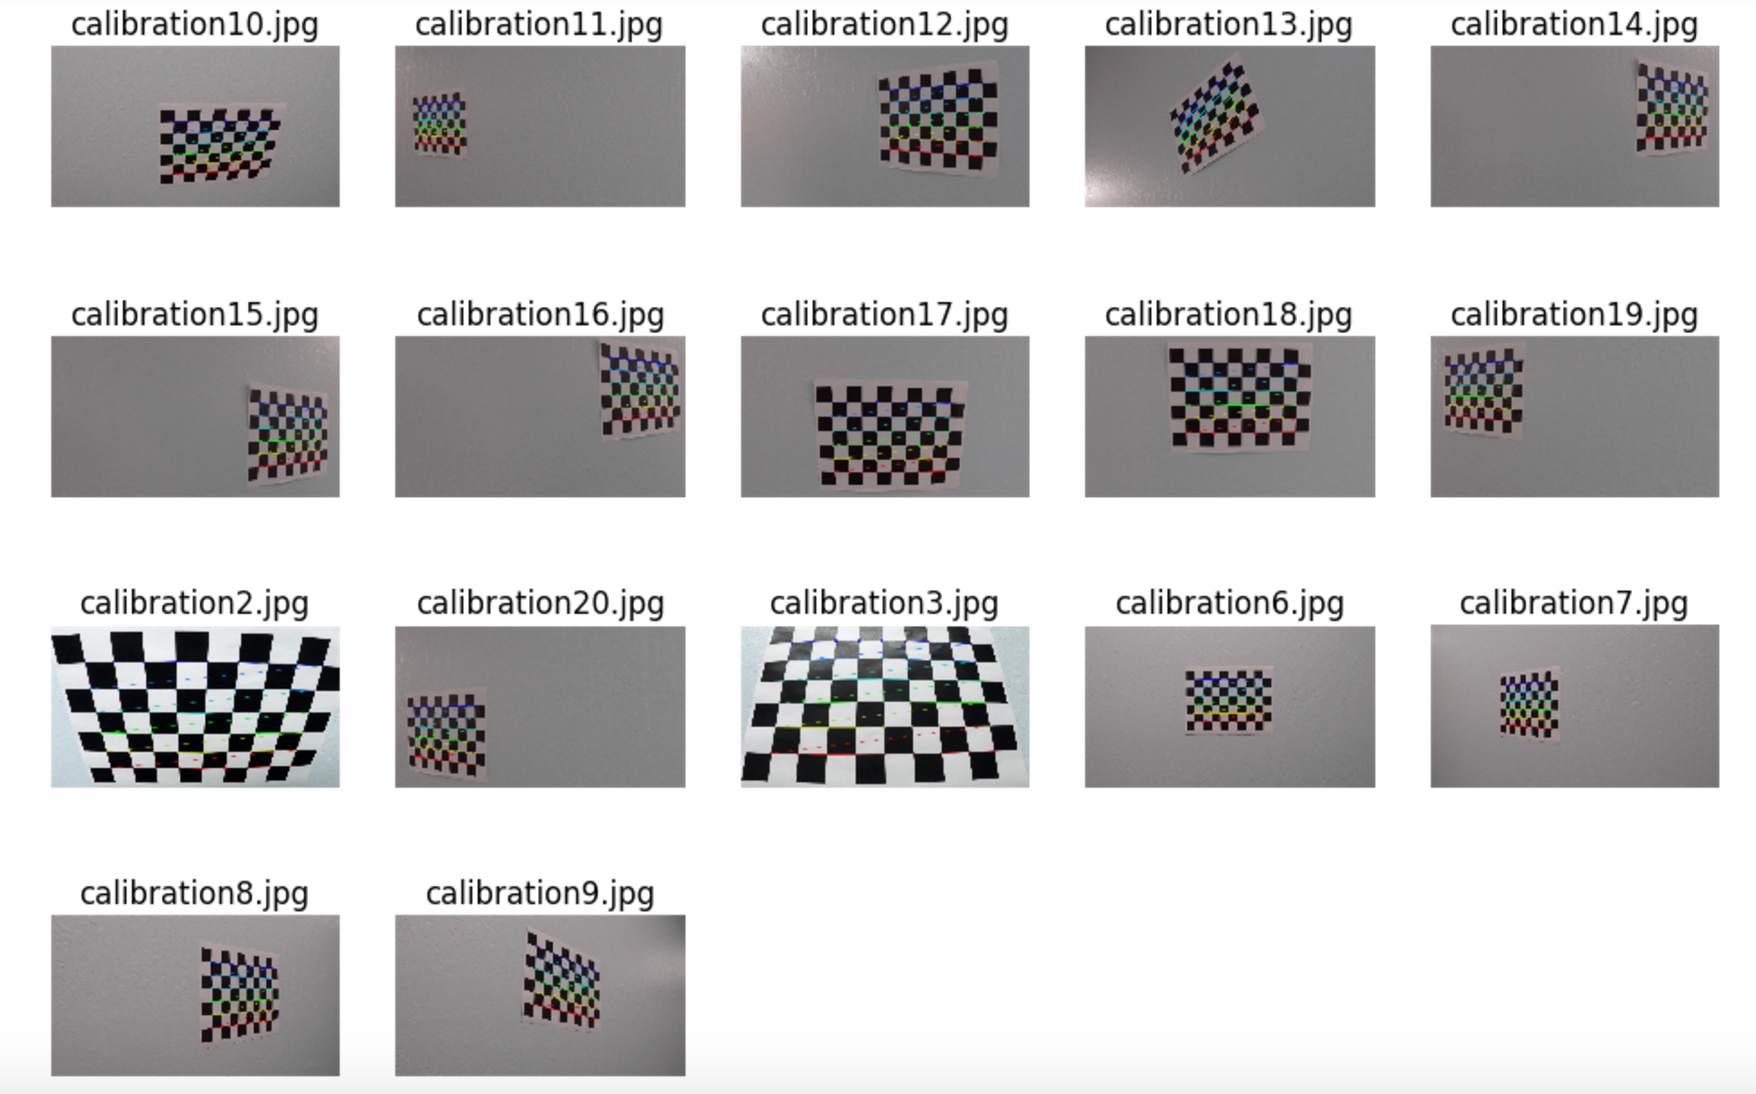 calibration10.jpg
calibration11.jpg
calibration12.jpg
calibration13.jpg
calibration14.jpg
calibration15.jpg
calibration16.jpg
calibration17.jpg
calibration18.jpg
calibration19.jpg
calibration2.jpg
calibration20.jpg
calibration3.jpg
calibration6.jpg
calibration7.jpg
calibration8.jpg
calibration9.jpg